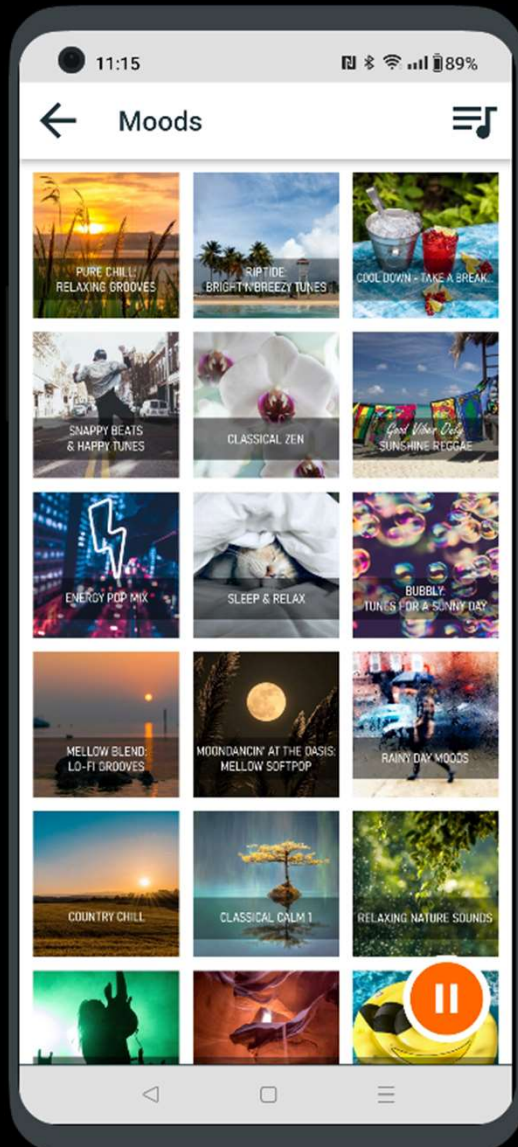 11:15
89%
Moods
PURE CHILL:
RELAXING GROOVES
RIPTIDE:
BRIGHT N'BREEZY TUNES
COOL DOWN - TAKE A BREAK...
SNAPPY BEATS
& HAPPY TUNES
CLASSICAL ZEN
Good Vibes Only
SUNSHINE REGGAE
ENERGY POP MIX
SLEEP & RELAX
BUBBLY:
TUNES FOR A SUNNY DAY
MELLOW BLEND:
LO-FI GROOVES
MOONDANCIN' AT THE OASIS:
MELLOW SOFTPOP
RAINY DAY MOODS
COUNTRY CHILL
CLASSICAL CALM 1
RELAXING NATURE SOUNDS